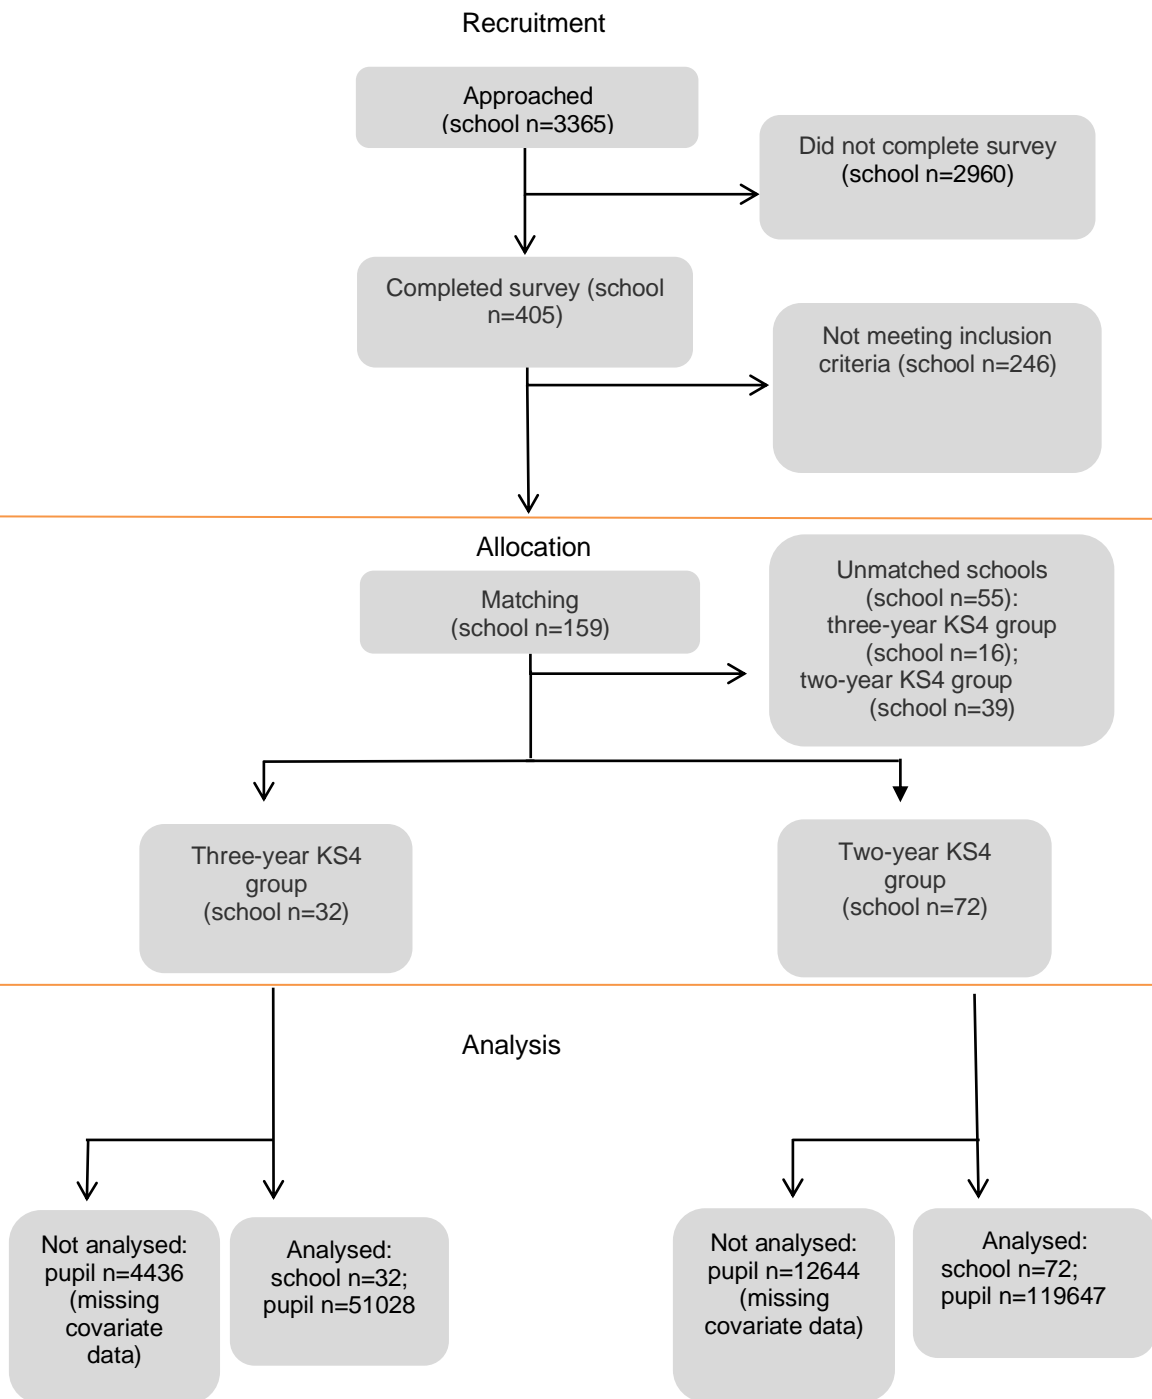 Recruitment
Approached
(school n=3365)
Did not complete survey
(school n=2960)
Completed survey (school
n=405)
Not meeting inclusion
criteria (school n=246)
Allocation
Matching
(school n=159)
Unmatched schools
(school n=55):
three-year KS4 group
(school n=16);
two-year KS4 group
(school n=39)
Three-year KS4
group
(school n=32)
Two-year KS4
group
(school n=72)
Analysis
Not analysed:
pupil n=4436
(missing
covariate
data)
Analysed:
school n=32;
pupil n=51028
Not analysed:
pupil n=12644
(missing
covariate data)
Analysed:
school n=72;
pupil n=119647